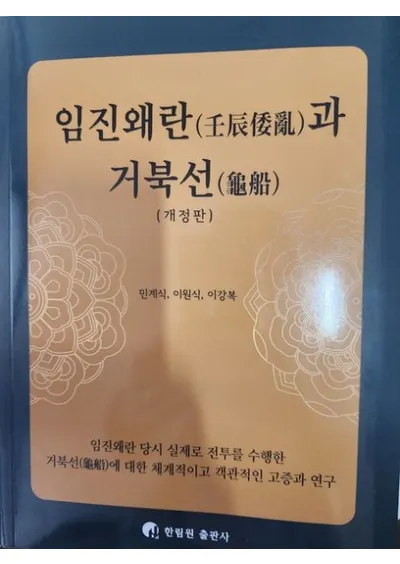 임진왜란(壬辰倭亂)과
거북선(龜船)
(개정판)
민계식, 이원식, 이강복
임진왜란 당시 실제로 전투를 수행한
거북선(龜船)에 대한 체계적이고 객관적인 고증과 연구
한림원 출판사